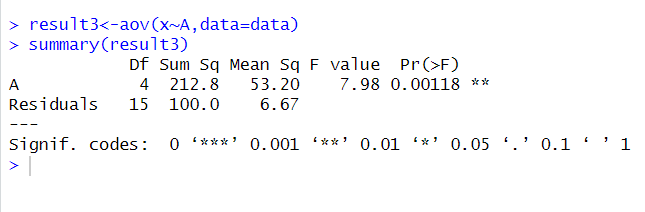 > result3<-aov(x~A,data=data)
> summary(result3)
            Df Sum Sq Mean Sq F value  Pr(>F)
A            4  212.8   53.20    7.98 0.00118 **
Residuals   15  100.0    6.67
---
Signif. codes:  0 ‘***’ 0.001 ‘**’ 0.01 ‘*’ 0.05 ‘.’ 0.1 ‘ ’ 1
>